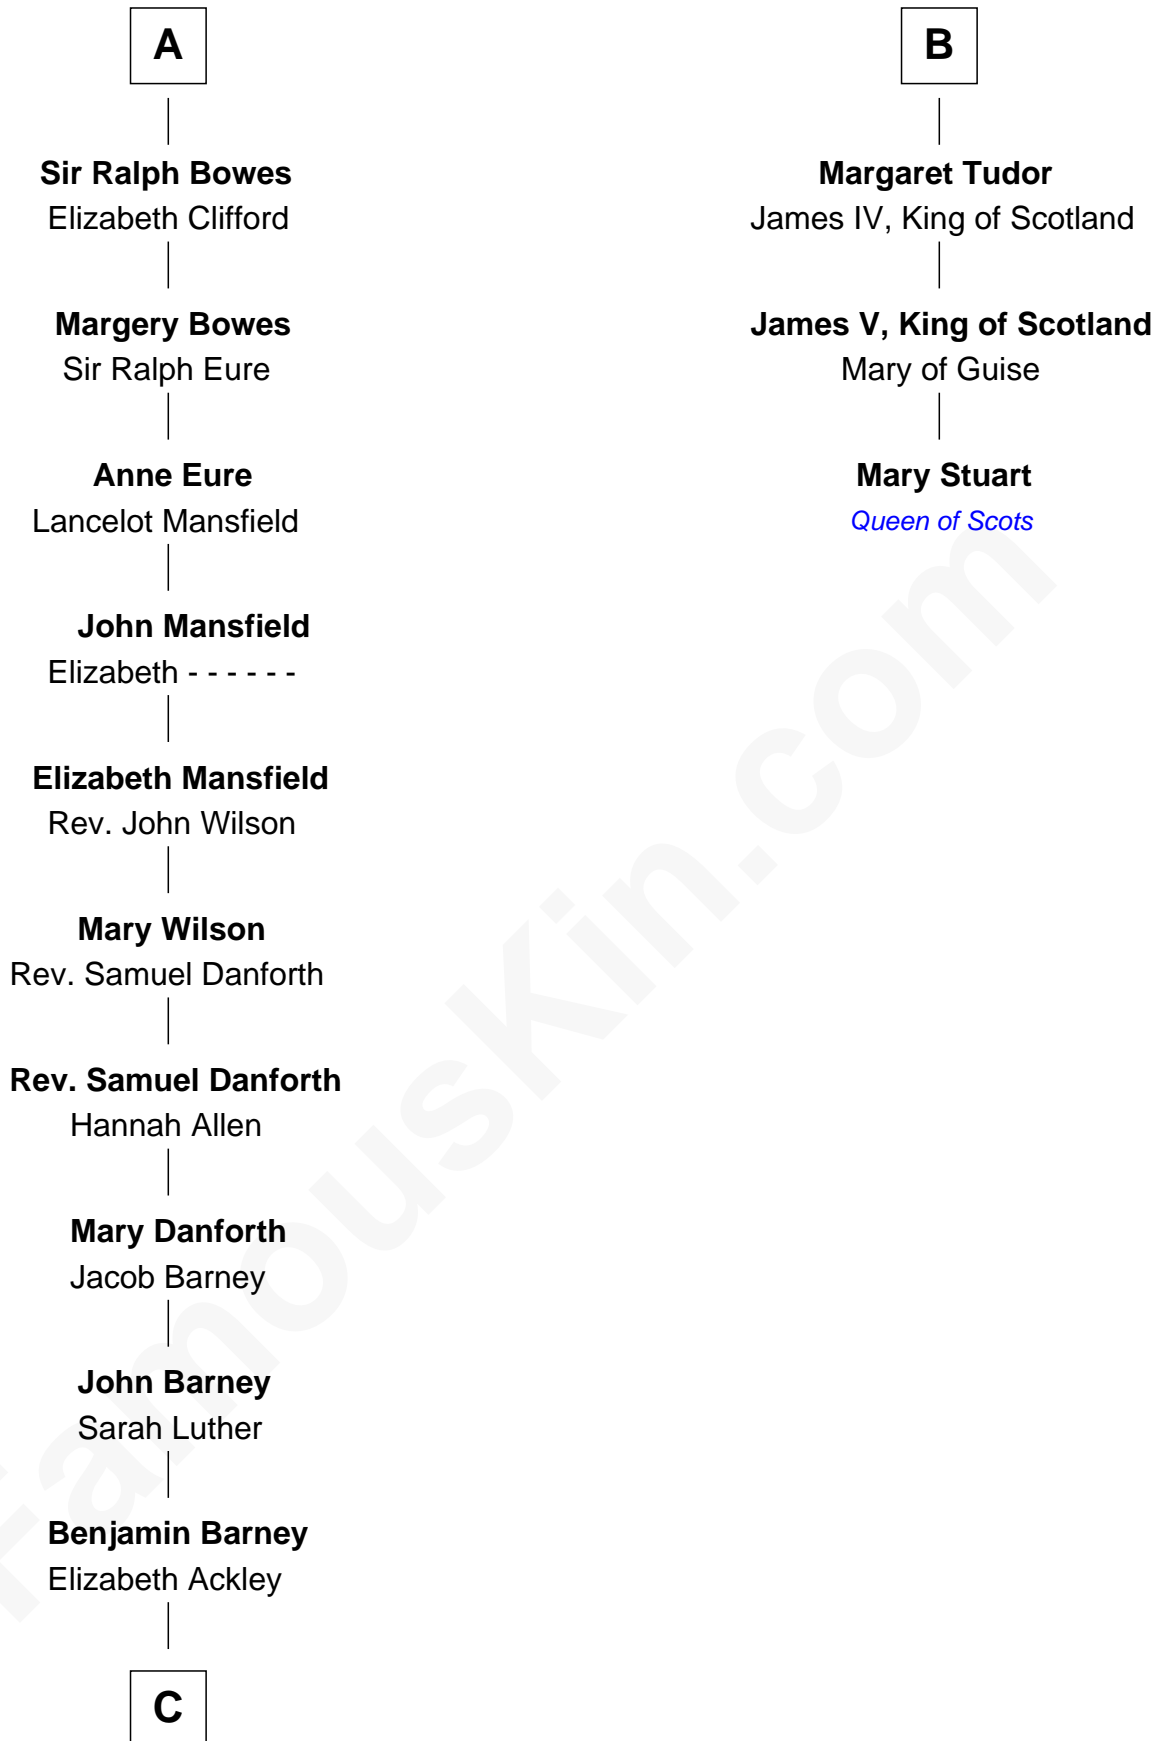 A
Sir Ralph Bowes
Elizabeth Clifford
Margery Bowes
Sir Ralph Eure
Anne Eure
Lancelot Mansfield
John Mansfield
Elizabeth - - - - - -
Elizabeth Mansfield
Rev. John Wilson
Mary Wilson
Rev. Samuel Danforth
Rev. Samuel Danforth
Hannah Allen
Mary Danforth
Jacob Barney
John Barney
Sarah Luther
Benjamin Barney
Elizabeth Ackley
C
B
Margaret Tudor
James IV, King of Scotland
James V, King of Scotland
Mary of Guise
Mary Stuart
Queen of Scots
FamousKin.com